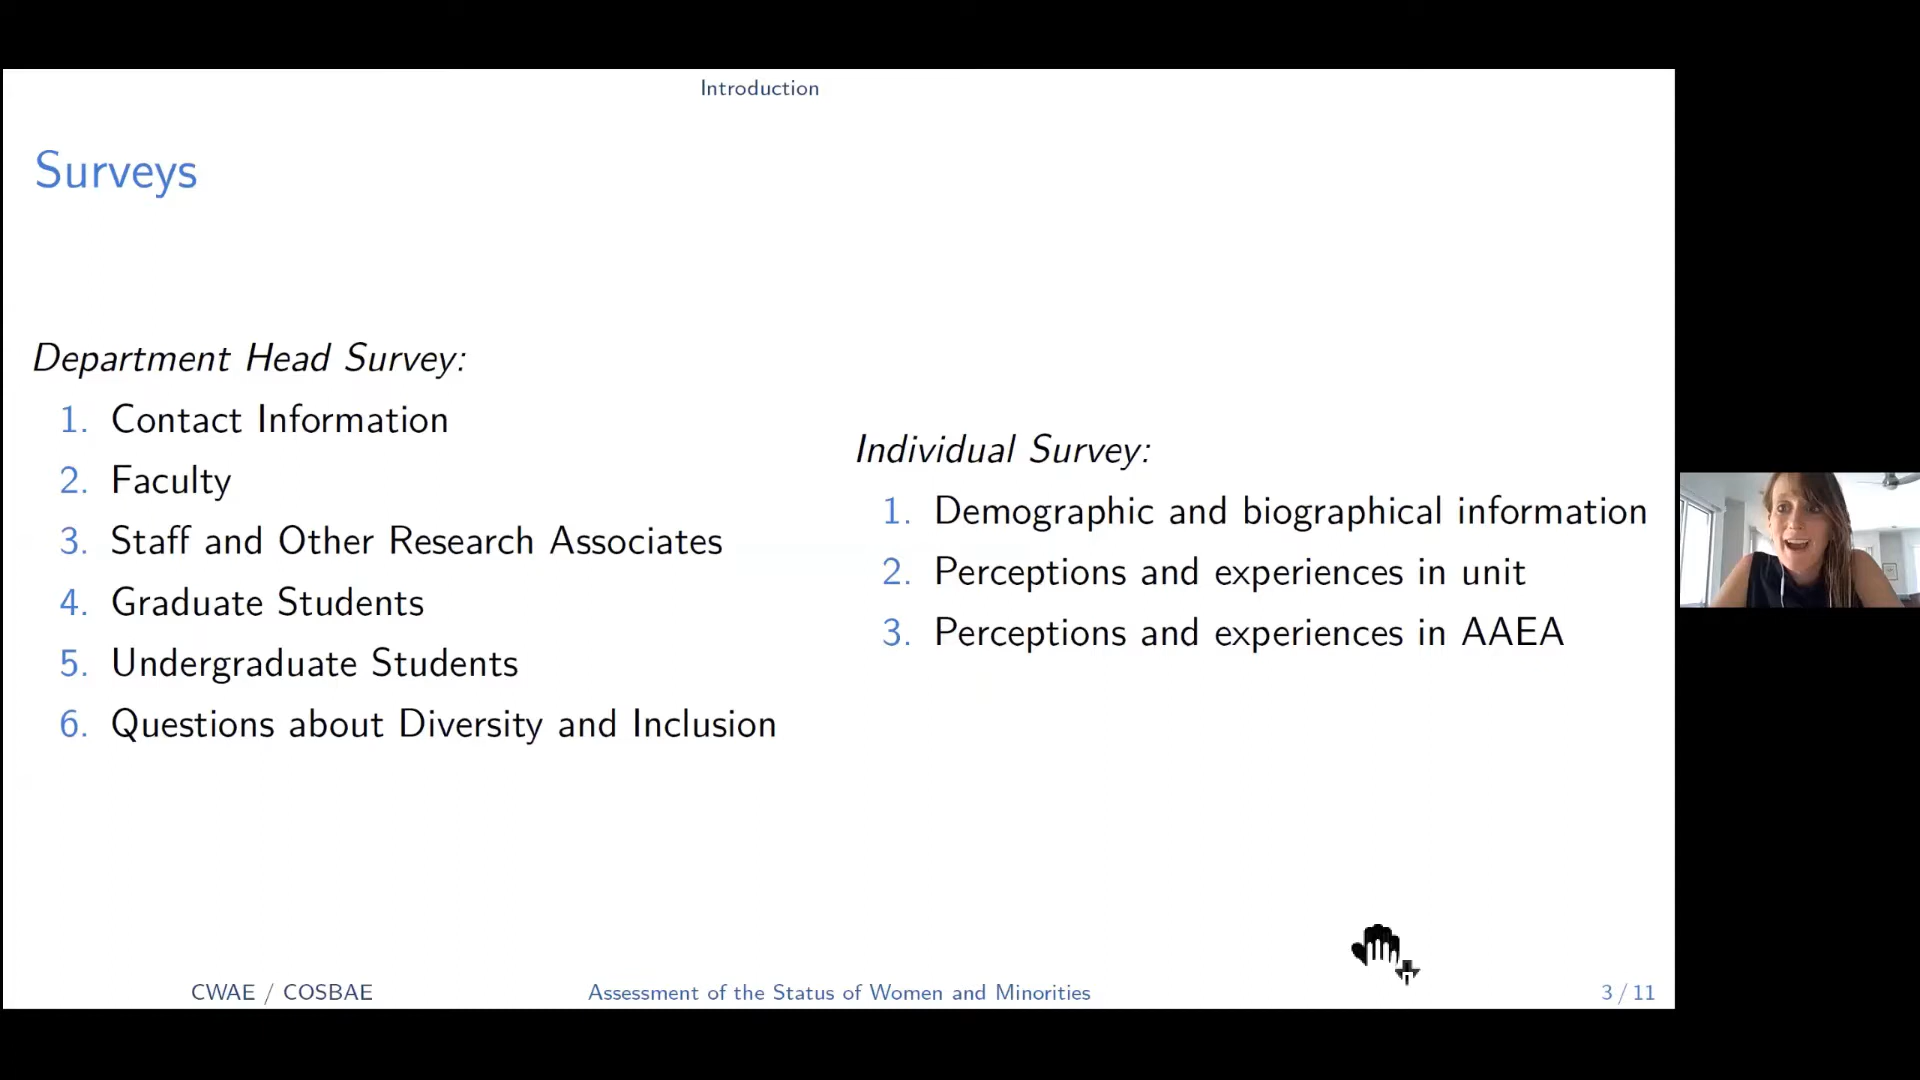 Introduction
Surveys
Department Head Survey:
1. Contact Information
2. Faculty
3. Staff and Other Research Associates
4. Graduate Students
5. Undergraduate Students
6. Questions about Diversity and Inclusion
Individual Survey:
1. Demographic and biographical information
2. Perceptions and experiences in unit
3. Perceptions and experiences in AAEA
CWAE / COSBAE
Assessment of the Status of Women and Minorities
3 / 11